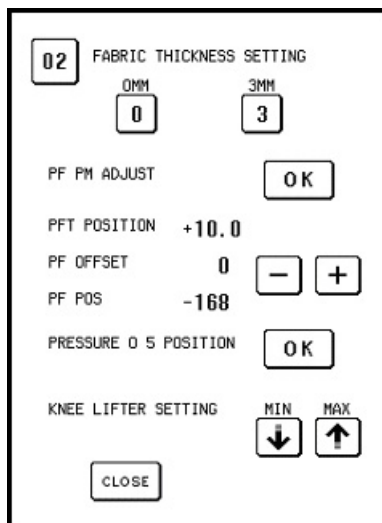 02 FABRIC THICKNESS SETTING
0MM 3MM
0 3
PF PM ADJUST OK
PFT POSITION +10.0
PF OFFSET 0 - +
PF POS -168
PRESSURE 0 5 POSITION OK
KNEE LIFTER SETTING MIN MAX
CLOSE